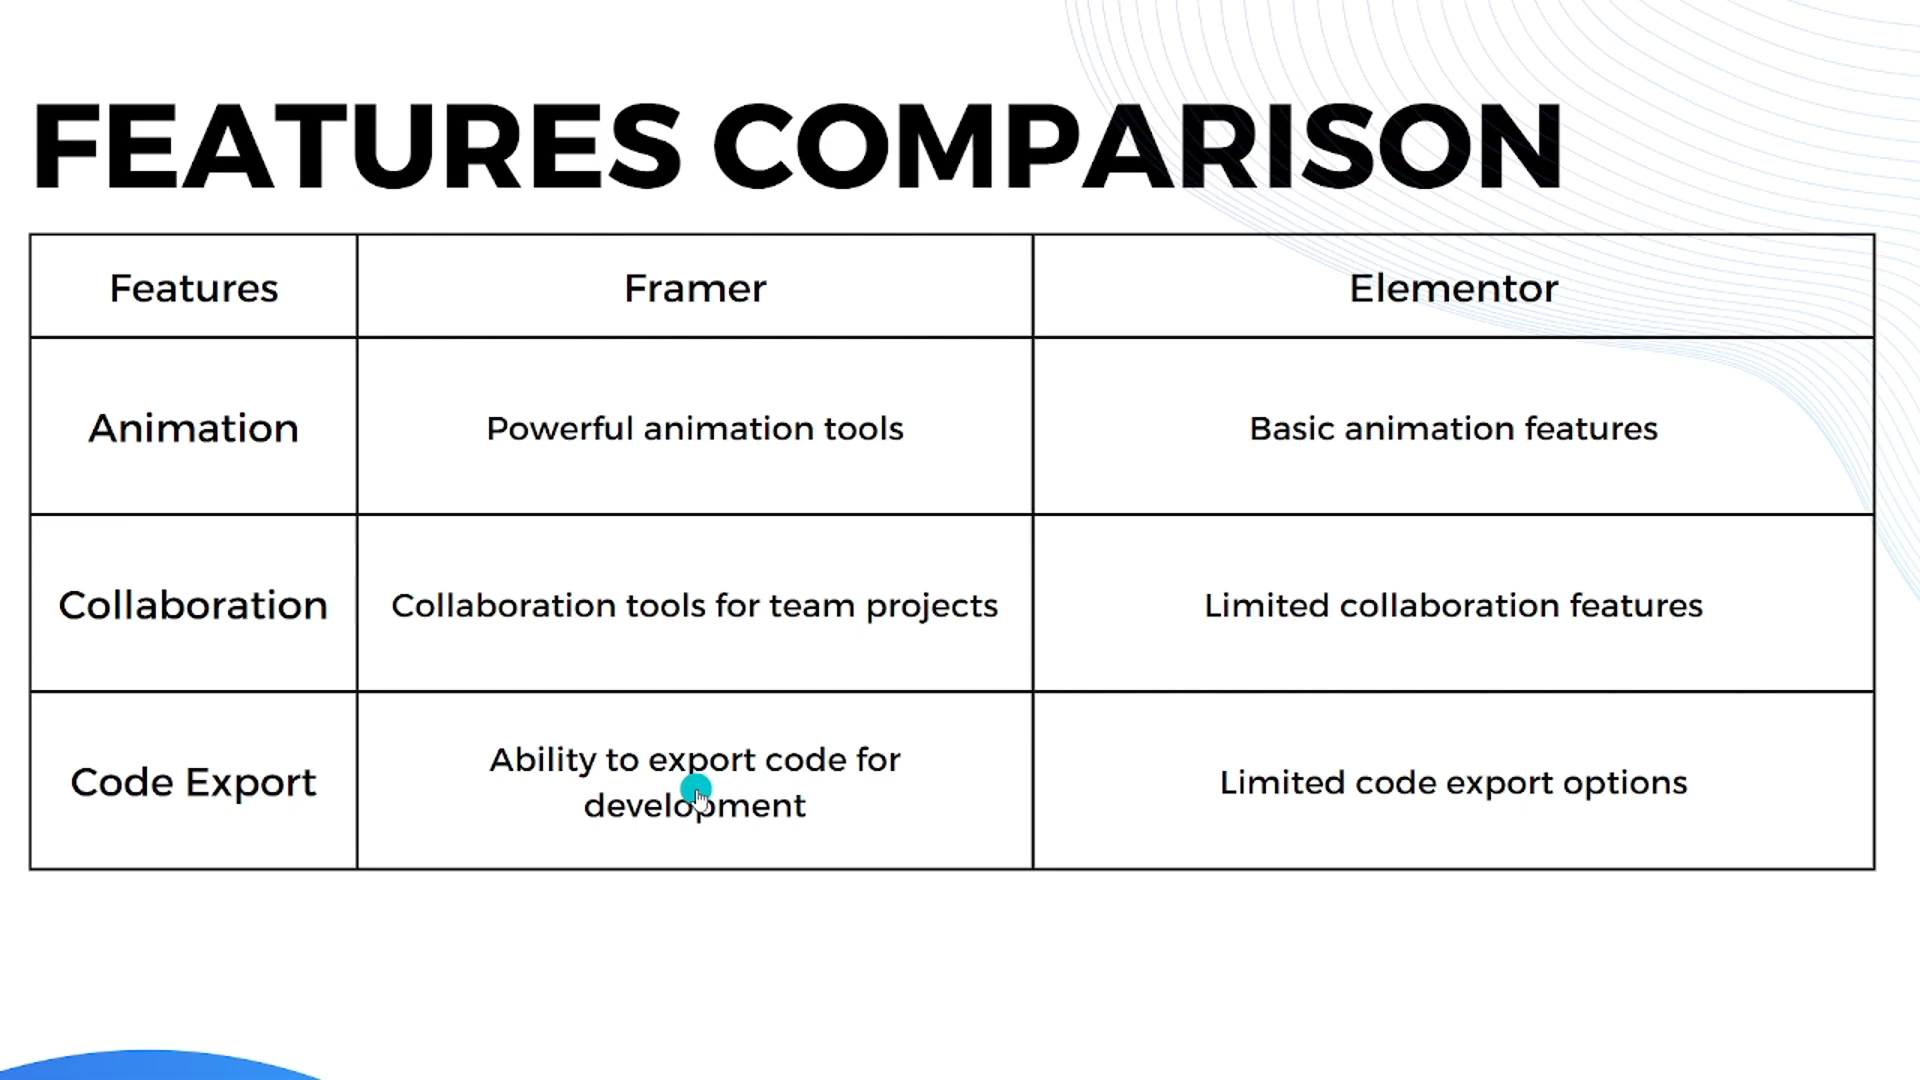 FEATURES COMPARISON
Features
Framer
Elementor
Animation
Powerful animation tools
Basic animation features
Collaboration
Collaboration tools for team projects
Limited collaboration features
Code Export
Ability to export code for
development
Limited code export options